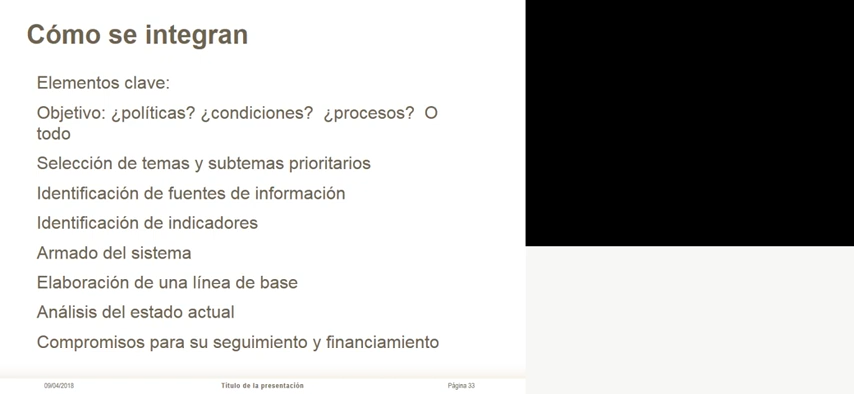 Cómo se integran
Elementos clave:
Objetivo: ¿políticas? ¿condiciones?  ¿procesos?  O
todo
Selección de temas y subtemas prioritarios
Identificación de fuentes de información
Identificación de indicadores
Armado del sistema
Elaboración de una línea de base
Análisis del estado actual
Compromisos para su seguimiento y financiamiento
09/04/2018
Título de la presentación
Página 33